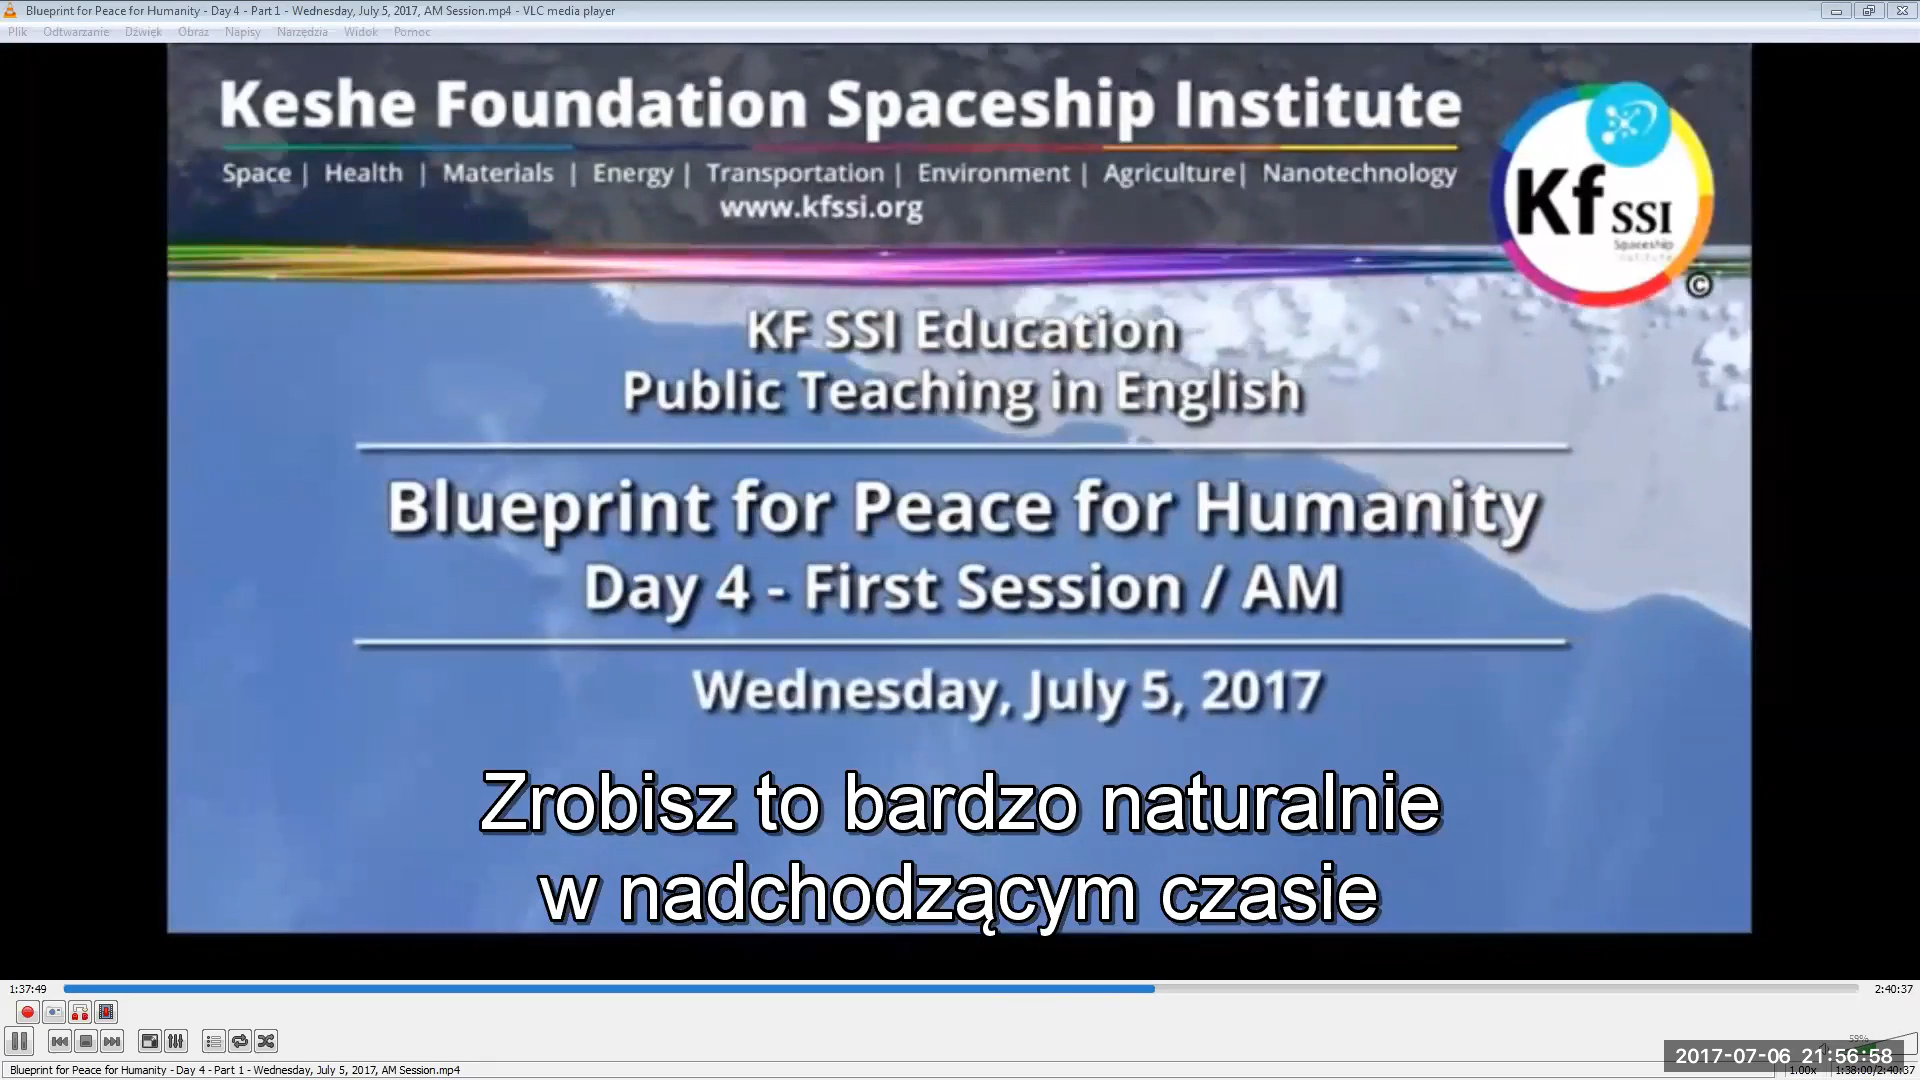 Blueprint for Peace for Humanity - Day 4 - Part 1 - Wednesday, July 5, 2017, AM Session.mp4 - VLC media player
Plik Odtwarzanie Dźwięk Obraz Napisy Narzędzia Widok Pomoc
Keshe Foundation Spaceship Institute
Space | Health | Materials | Energy | Transportation | Environment | Agriculture | Nanotechnology
www.kfssi.org
Kf SSI
Spaceship
©
KF SSI Education
Public Teaching in English
Blueprint for Peace for Humanity
Day 4 - First Session / AM
Wednesday, July 5, 2017
Zrobisz to bardzo naturalnie
w nadchodzącym czasie
1:37:49
2:40:37
59%
2017-07-06 21:56:58
Blueprint for Peace for Humanity - Day 4 - Part 1 - Wednesday, July 5, 2017, AM Session.mp4
1.00x
1:38:00/2:40:37